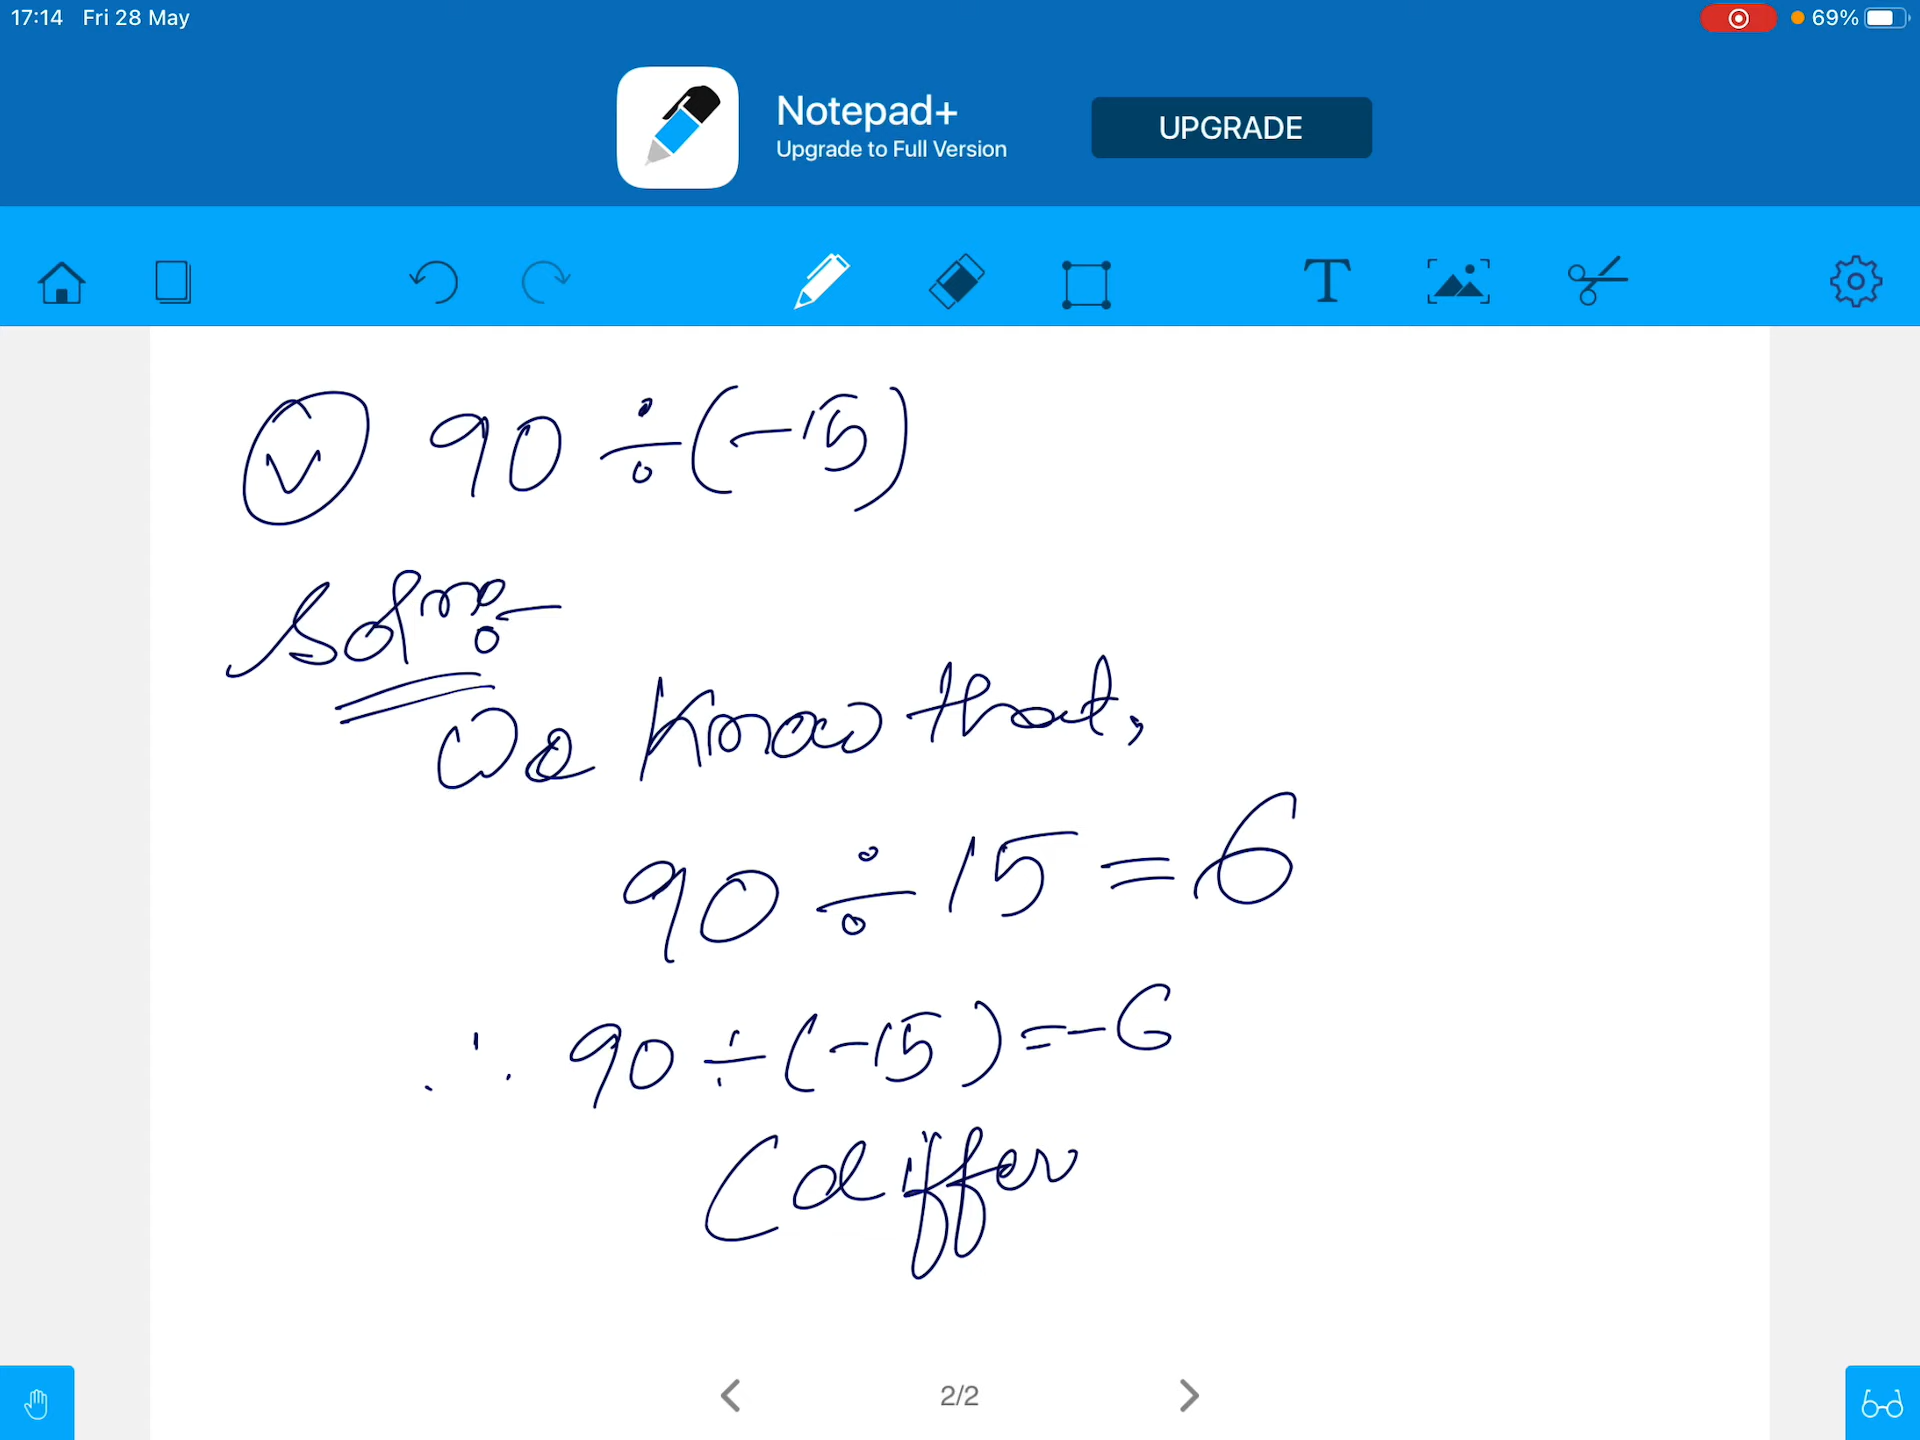 17:14 Fri 28 May 69%
Notepad+
Upgrade to Full Version
UPGRADE
T
(v) 90 ÷ (-15)
Soln:-
We Know that,
90 ÷ 15 = 6
∴ 90 ÷ (-15) = -6
(differ
2/2